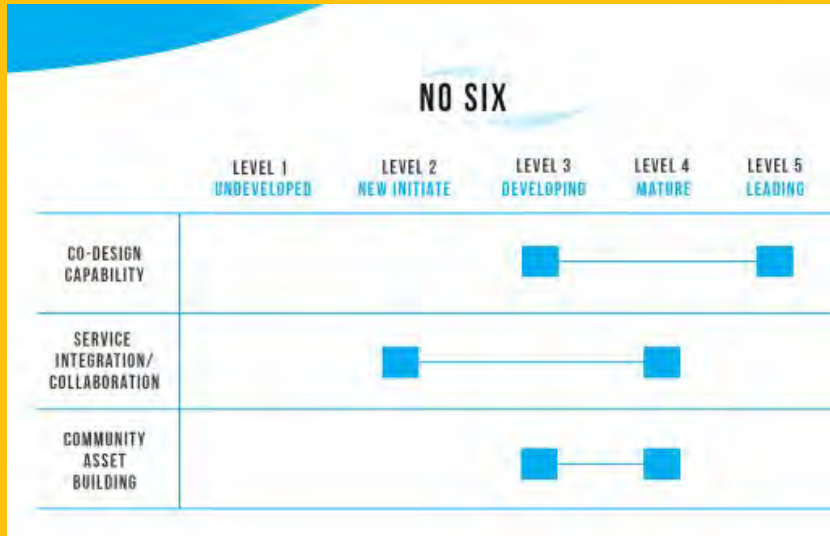 NO SIX
LEVEL 1
UNDEVELOPED
LEVEL 2
NEW INITIATE
LEVEL 3
DEVELOPING
LEVEL 4
MATURE
LEVEL 5
LEADING
CO-DESIGN
CAPABILITY
SERVICE
INTEGRATION/
COLLABORATION
COMMUNITY
ASSET
BUILDING